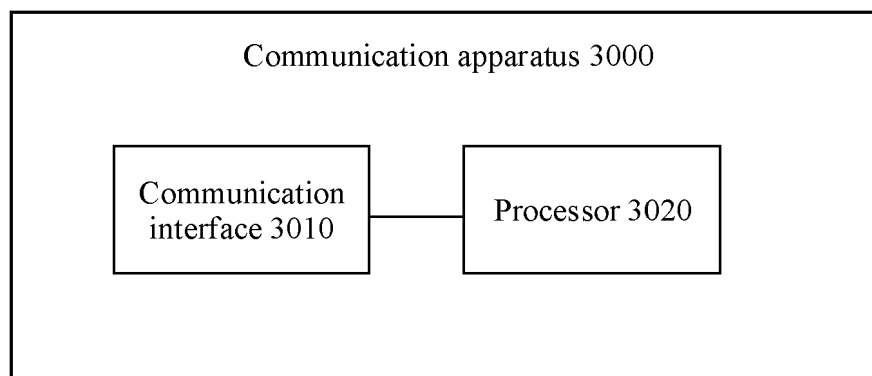 Communication apparatus 3000
Communication
interface 3010
Processor 3020